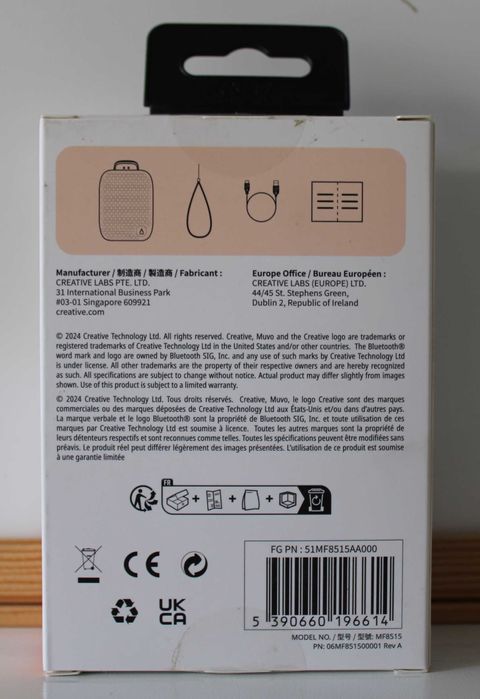 Manufacturer / 制造商 / 製造商 / Fabricant :
CREATIVE LABS PTE. LTD.
31 International Business Park
#03-01 Singapore 609921
creative.com
Europe Office / Bureau Européen :
CREATIVE LABS (EUROPE) LTD.
44/45 St. Stephens Green,
Dublin 2, Republic of Ireland
© 2024 Creative Technology Ltd. All rights reserved. Creative, Muvo and the Creative logo are trademarks or
registered trademarks of Creative Technology Ltd in the United States and/or other countries. The Bluetooth®
word mark and logo are owned by Bluetooth SIG, Inc. and any use of such marks by Creative Technology Ltd
is under license. All other trademarks are the property of their respective owners and are hereby recognized
as such. All specifications are subject to change without notice. Actual product may differ slightly from images
shown. Use of this product is subject to a limited warranty.
© 2024 Creative Technology Ltd. Tous droits réservés. Creative, Muvo, le logo Creative sont des marques
commerciales ou des marques déposées de Creative Technology Ltd aux États-Unis et/ou dans d'autres pays.
La marque verbale et le logo Bluetooth® sont la propriété de Bluetooth SIG, Inc. et toute utilisation de ces
marques par Creative Technology Ltd est soumise à licence. Toutes les autres marques sont la propriété de
leurs détenteurs respectifs et sont reconnues comme telles. Toutes les spécifications peuvent être modifiées sans
préavis. Le produit réel peut différer légèrement des images présentées. L'utilisation de ce produit est soumise
à une garantie limitée
FR
+ + +
CE
UK
CA
FG PN : 51MF8515AA000
5 390660 196614
MODEL NO. / 型号 / 型號: MF8515
PN: 06MF851500001 Rev A